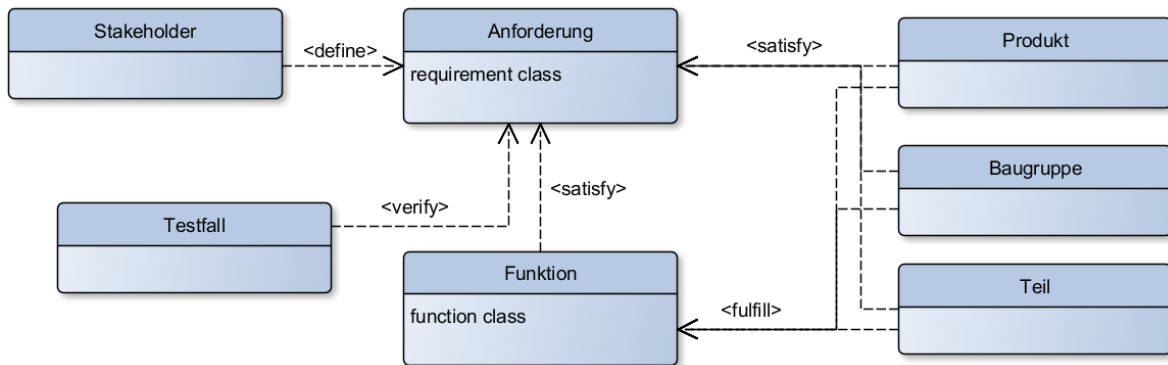 Stakeholder
<define>
Anforderung
requirement class
<satisfy>
Produkt
Baugruppe
<satisfy>
<verify>
Testfall
Funktion
function class
<fulfill>
Teil